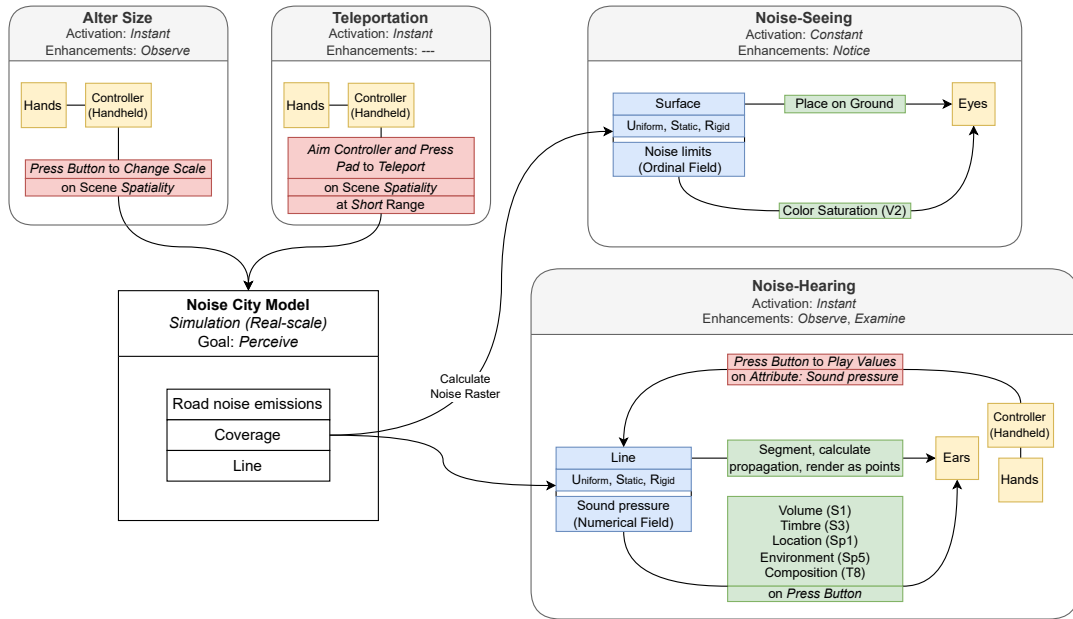 Alter Size
Activation: Instant
Enhancements: Observe
Hands
Controller
(Handheld)
Press Button to Change Scale
on Scene Spatiality
Teleportation
Activation: Instant
Enhancements: ---
Hands
Controller
(Handheld)
Aim Controller and Press
Pad to Teleport
on Scene Spatiality
at Short Range
Noise-Seeing
Activation: Constant
Enhancements: Notice
Surface
Uniform, Static, Rigid
Noise limits
(Ordinal Field)
Place on Ground
Eyes
Color Saturation (V2)
Noise City Model
Simulation (Real-scale)
Goal: Perceive
Road noise emissions
Coverage
Line
Calculate
Noise Raster
Noise-Hearing
Activation: Instant
Enhancements: Observe, Examine
Press Button to Play Values
on Attribute: Sound pressure
Controller
(Handheld)
Hands
Line
Uniform, Static, Rigid
Sound pressure
(Numerical Field)
Segment, calculate
propagation, render as points
Ears
Volume (S1)
Timbre (S3)
Location (Sp1)
Environment (Sp5)
Composition (T8)
on Press Button